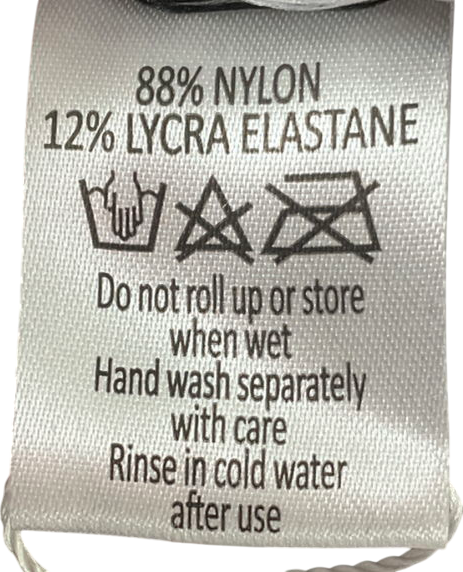 88% NYLON
12% LYCRA ELASTANE
Do not roll up or store
when wet
Hand wash separately
with care
Rinse in cold water
after use